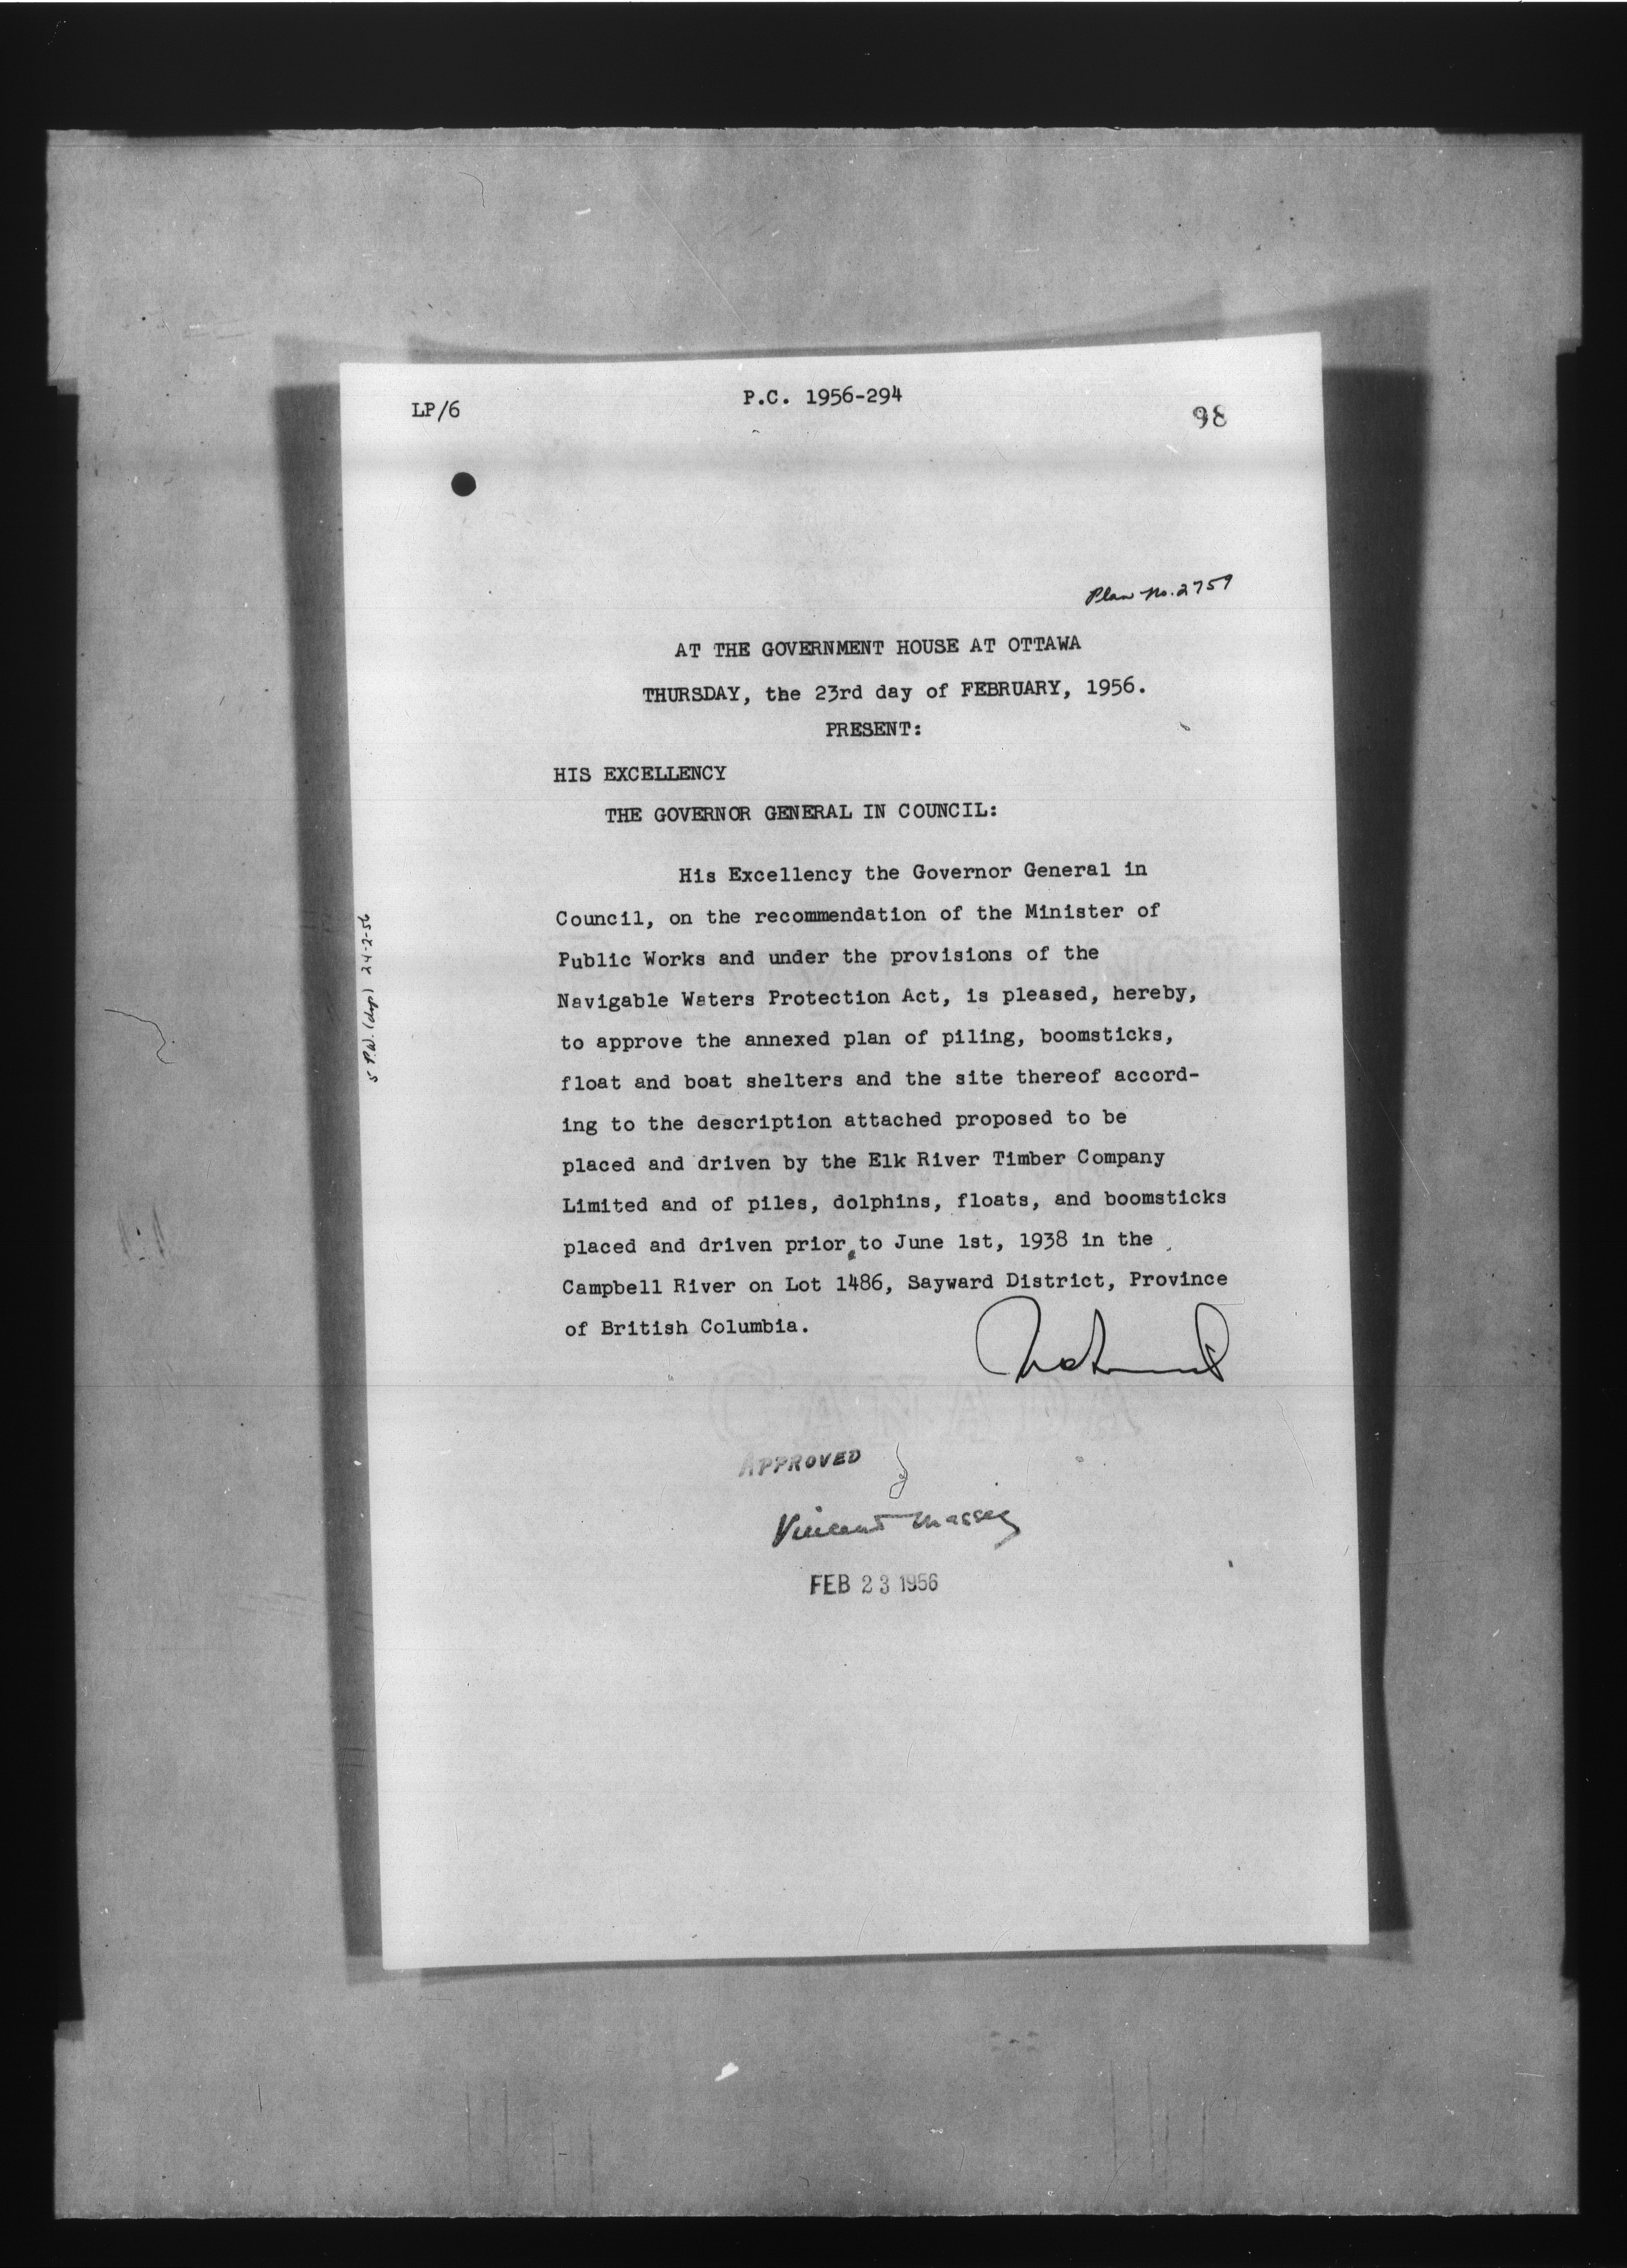 LP/6
P.C. 1956-294
98
Plan No. 2759
AT THE GOVERNMENT HOUSE AT OTTAWA
THURSDAY, the 23rd day of FEBRUARY, 1956.
PRESENT:
HIS EXCELLENCY
THE GOVERNOR GENERAL IN COUNCIL:
His Excellency the Governor General in
Council, on the recommendation of the Minister of
Public Works and under the provisions of the
Navigable Waters Protection Act, is pleased, hereby,
to approve the annexed plan of piling, boomsticks,
float and boat shelters and the site thereof accord-
ing to the description attached proposed to be
placed and driven by the Elk River Timber Company
Limited and of piles, dolphins, floats, and boomsticks
placed and driven prior to June 1st, 1938 in the
Campbell River on Lot 1486, Sayward District, Province
of British Columbia.
5 P.W. 24-2-56
APPROVED
Vincent Massey
FEB 23 1956